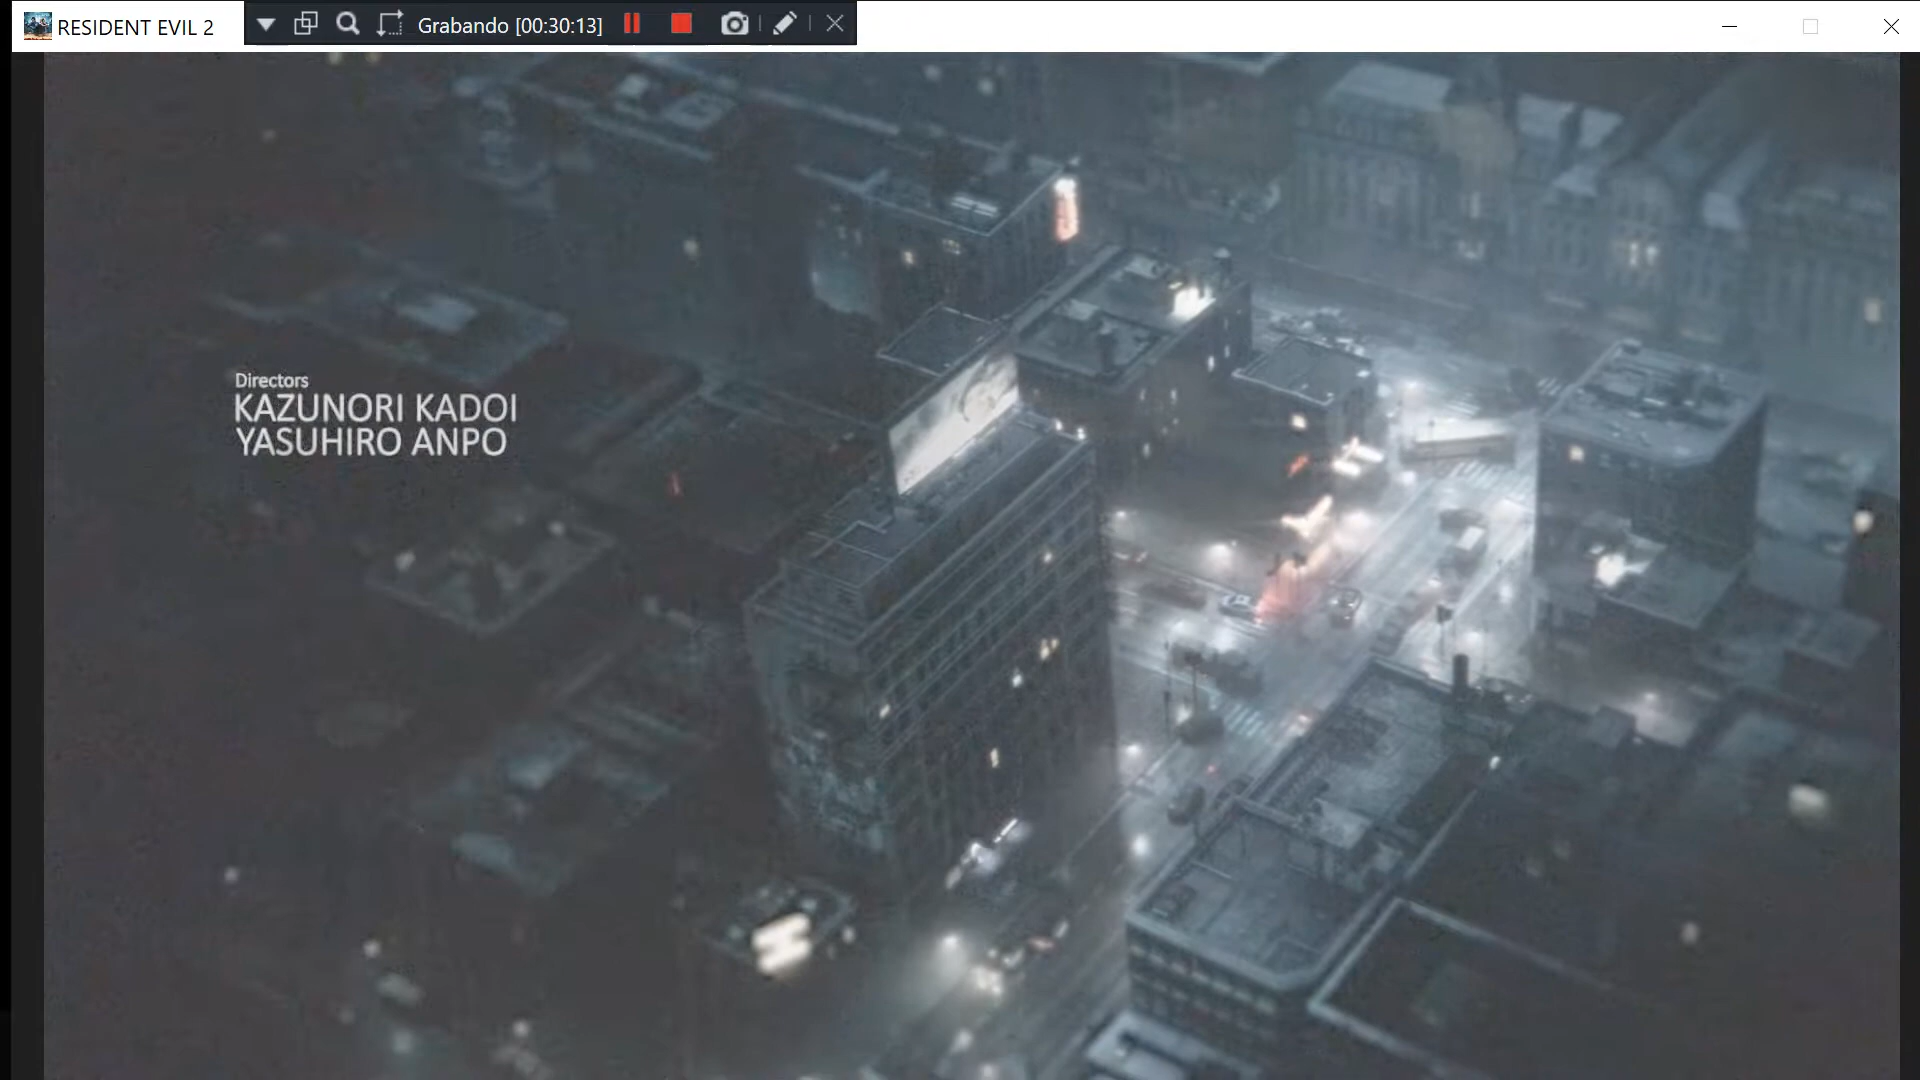 RESIDENT EVIL 2
Grabando [00:30:13]
Directors
KAZUNORI KADOI
YASUHIRO ANPO